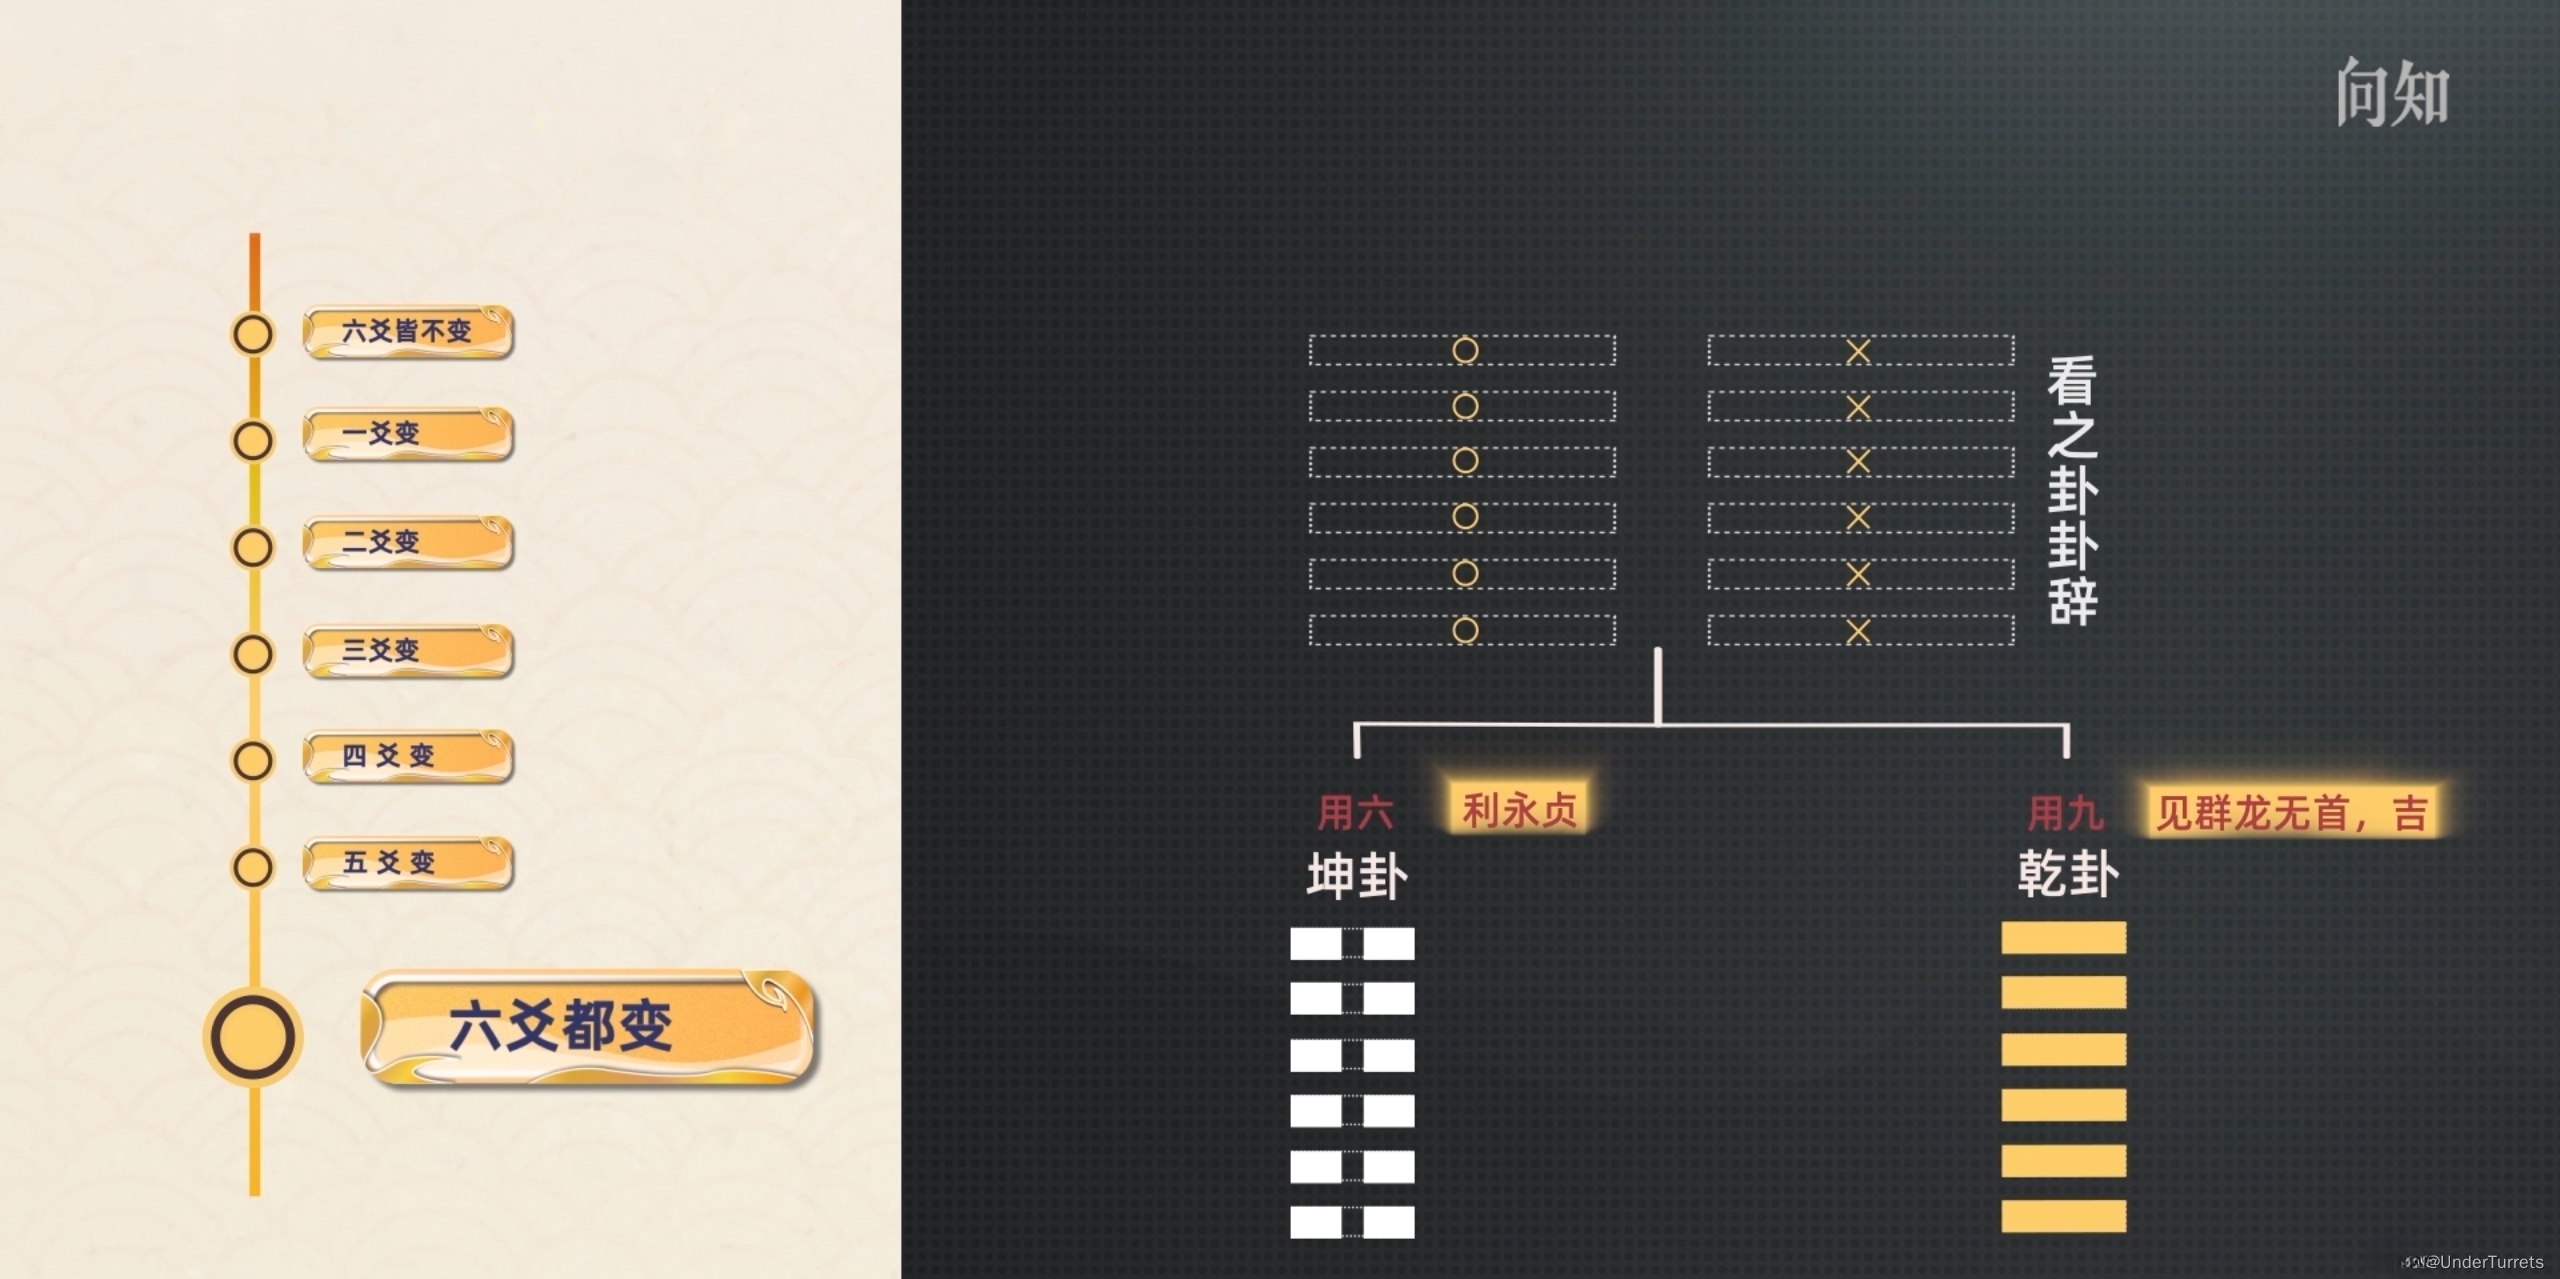 六爻皆不变
一爻变
二爻变
三爻变
四爻变
五爻变
六爻都变
问知
看之卦卦辞
用六 利永贞
坤卦
用九 见群龙无首，吉
乾卦
@UnderTurrets